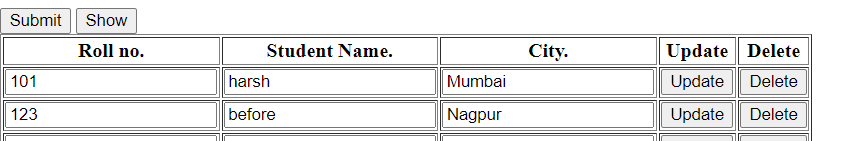 Submit Show
Roll no. Student Name. City. Update Delete
101 harsh Mumbai Update Delete
123 before Nagpur Update Delete